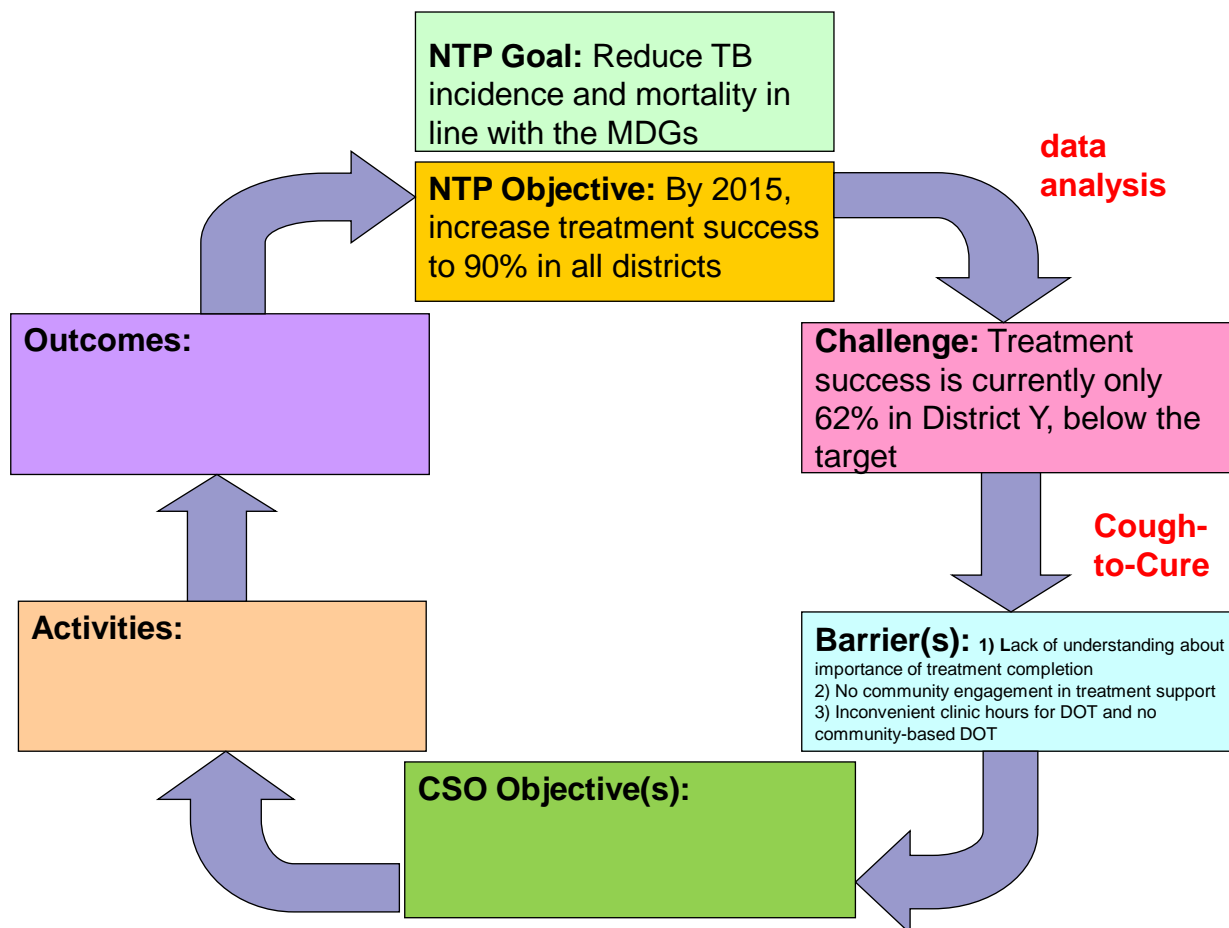 NTP Goal: Reduce TB
incidence and mortality in
line with the MDGs
NTP Objective: By 2015,
increase treatment success
to 90% in all districts
data
analysis
Challenge: Treatment
success is currently only
62% in District Y, below the
target
Cough-
to-Cure
Barrier(s): 1) Lack of understanding about
importance of treatment completion
2) No community engagement in treatment support
3) Inconvenient clinic hours for DOT and no
community-based DOT
CSO Objective(s):
Activities:
Outcomes: